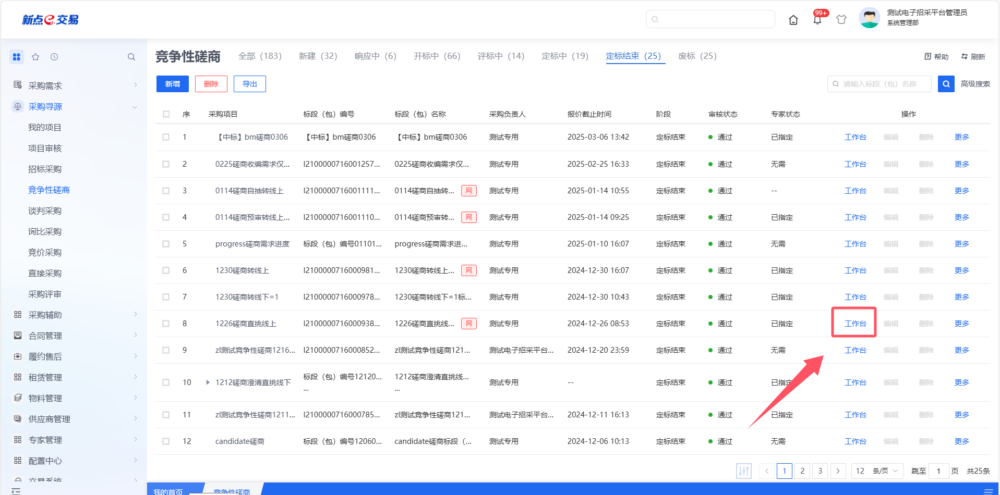 新点e交易
99+
测试电子招采平台管理员
系统管理部
采购需求
采购寻源
我的项目
项目审核
招标采购
竞争性磋商
谈判采购
询比采购
竞价采购
直接采购
采购评审
采购辅助
合同管理
履约售后
租赁管理
物料管理
供应商管理
专家管理
配置中心
交易系统
竞争性磋商 全部（183） 新建（32） 响应中（6） 开标中（66） 评标中（14） 定标中（19） 定标结束（25） 废标（25） 帮助 刷新
新增 删除 导出 请输入标段（包）名称 高级搜索
序 采购项目 标段（包）编号 标段（包）名称 采购负责人 报价截止时间 阶段 审核状态 专家状态 操作
1 【中标】bm磋商0306 【中标】bm磋商0306 【中标】bm磋商0306 测试专用 2025-03-06 13:42 定标结束 通过 已指定 工作台 编辑 删除 更多
2 0225磋商收编需求仅... I2100000716001257... 0225磋商收编需求仅... 测试专用 2025-02-25 16:33 定标结束 通过 无需 工作台 编辑 删除 更多
3 0114磋商自抽转线上 I2100000716001111... 0114磋商自抽转... 网 测试专用 2025-01-14 10:55 定标结束 通过 -- 工作台 编辑 删除 更多
4 0114磋商预审转线上... I2100000716001110... 0114磋商预审转... 网 测试专用 2025-01-14 09:25 定标结束 通过 已指定 工作台 编辑 删除 更多
5 progress磋商需求进度 标段（包）编号01101... progress磋商需求进... 测试专用 2025-01-10 16:07 定标结束 通过 无需 工作台 编辑 删除 更多
6 1230磋商转线上 I2100000716000981... 1230磋商转线上... 网 测试专用 2024-12-30 16:07 定标结束 通过 已指定 工作台 编辑 删除 更多
7 1230磋商转线下=1 I2100000716000978... 1230磋商转线下=1标... 测试专用 2024-12-30 10:43 定标结束 通过 已指定 工作台 编辑 删除 更多
8 1226磋商直挑线上 I2100000716000938... 1226磋商直挑线... 网 测试专用 2024-12-26 08:53 定标结束 通过 已指定 工作台 编辑 删除 更多
9 zl测试竞争性磋商1216... I2100000716000852... zl测试竞争性磋商121... 测试电子招采平台... 2024-12-20 23:59 定标结束 通过 无需 工作台 编辑 删除 更多
10 1212磋商澄清直挑线下 标段（包）编号12120... ... 1212磋商澄清直挑线... ... 测试专用 -- 定标结束 通过 已指定 工作台 编辑 删除 更多
11 zl测试竞争性磋商1211... I2100000716000785... zl测试竞争性磋商121... 测试电子招采平台... 2024-12-11 16:13 定标结束 通过 已指定 工作台 编辑 删除 更多
12 candidate磋商 标段（包）编号12060... candidate磋商标段（... 测试专用 2024-12-06 10:13 定标结束 通过 无需 工作台 编辑 删除 更多
1 2 3 12 条/页 跳至 1 页 共25条
我的首页 竞争性磋商